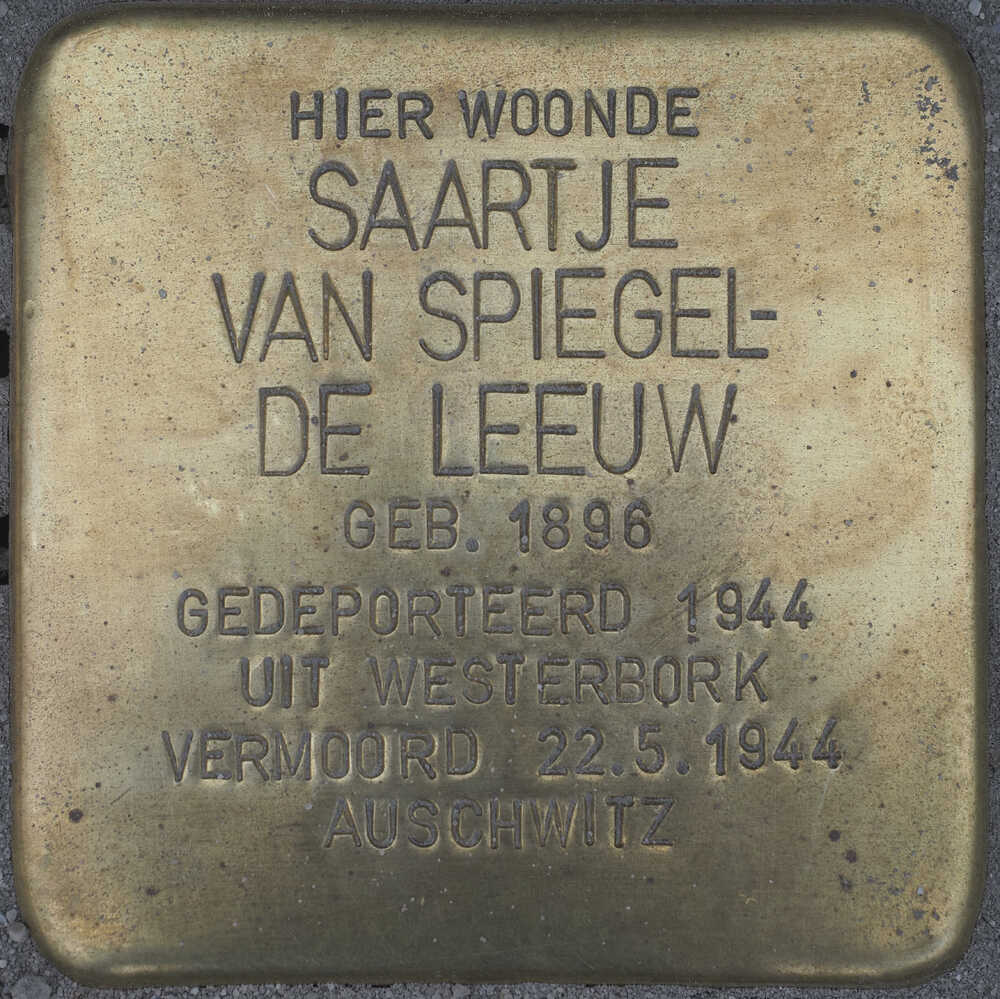 HIER WOONDE
SAARTJE
VAN SPIEGEL-
DE LEEUW
GEB. 1896
GEDEPORTEERD 1944
UIT WESTERBORK
VERMOORD 22.5.1944
AUSCHWITZ